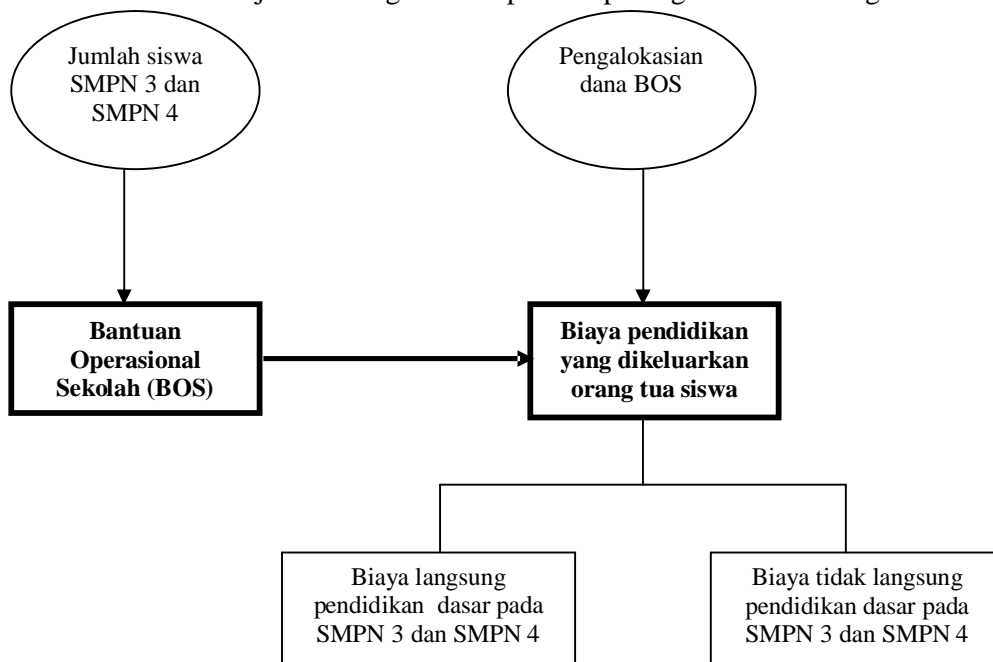 Jumlah siswa
SMPN 3 dan
SMPN 4
Pengalokasian
dana BOS
Bantuan
Operasional
Sekolah (BOS)
Biaya pendidikan
yang dikeluarkan
orang tua siswa
Biaya langsung
pendidikan dasar pada
SMPN 3 dan SMPN 4
Biaya tidak langsung
pendidikan dasar pada
SMPN 3 dan SMPN 4